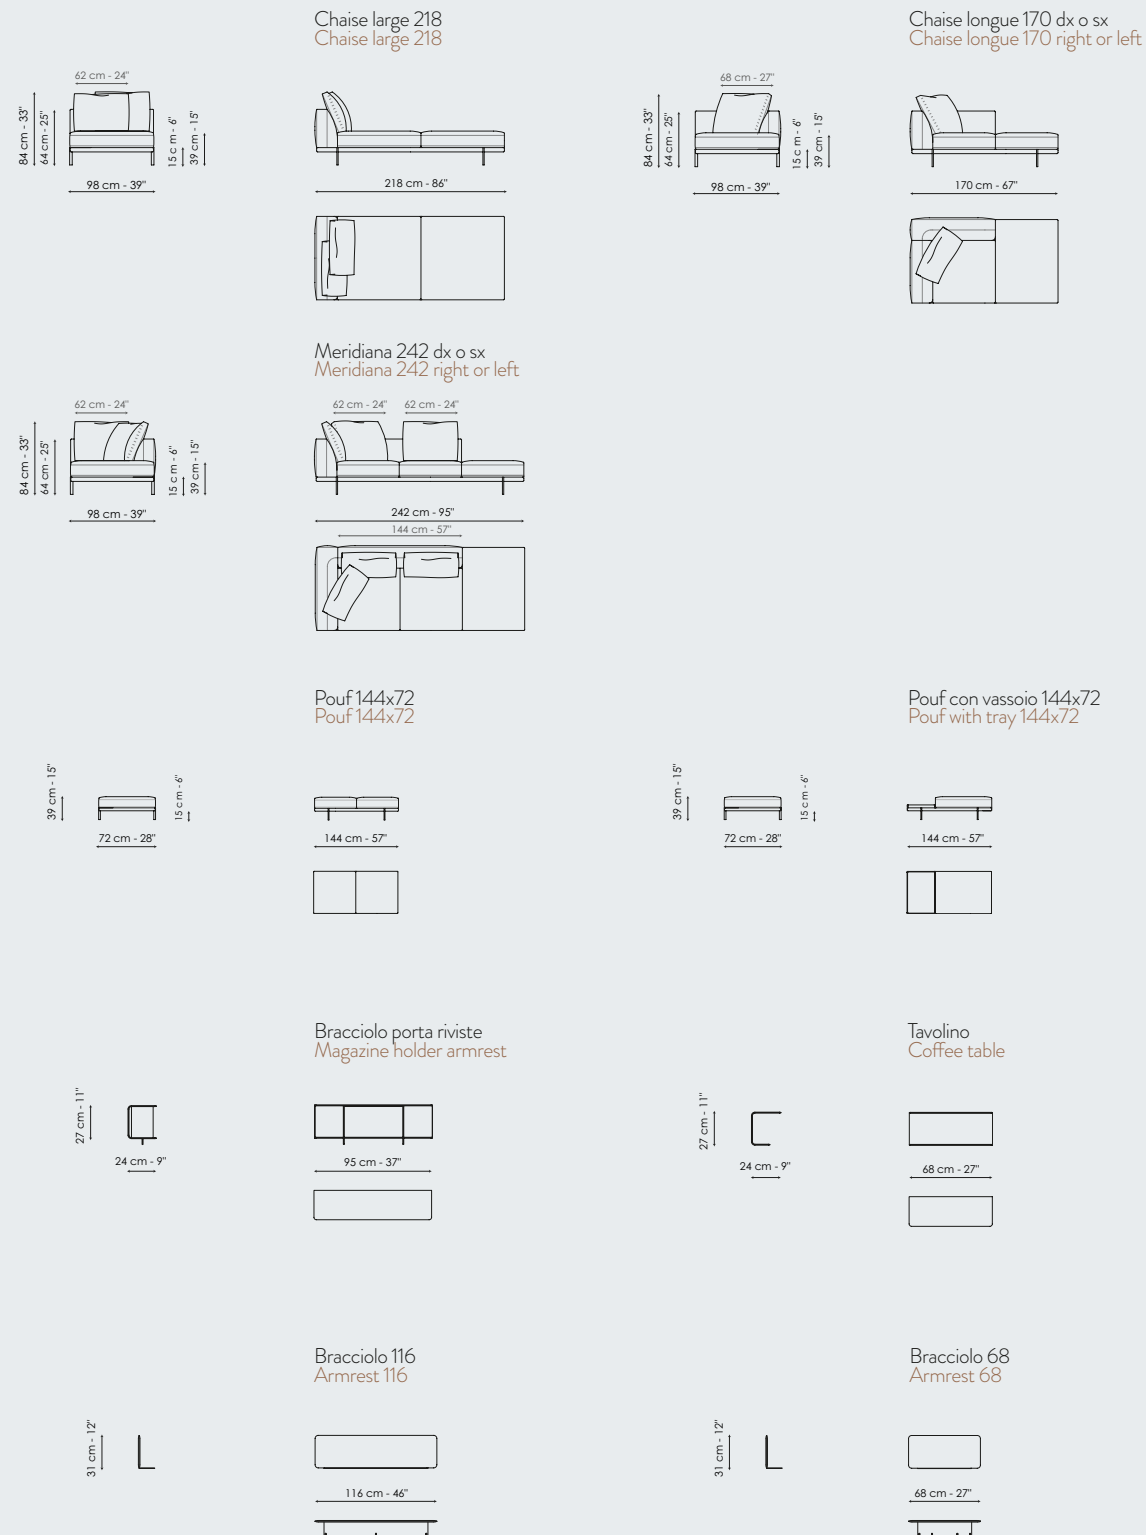 Chaise large 218
Chaise large 218
62 cm - 24"
84 cm - 33"
64 cm - 25"
15 c m - 6"
39 cm - 15"
98 cm - 39"
218 cm - 86"
Chaise longue 170 dx o sx
Chaise longue 170 right or left
68 cm - 27"
84 cm - 33"
64 cm - 25"
15 c m - 6"
39 cm - 15"
98 cm - 39"
170 cm - 67"
Meridiana 242 dx o sx
Meridiana 242 right or left
62 cm - 24"
62 cm - 24"
62 cm - 24"
84 cm - 33"
64 cm - 25"
15 c m - 6"
39 cm - 15"
98 cm - 39"
242 cm - 95"
144 cm - 57"
Pouf 144x72
Pouf 144x72
39 cm - 15"
15 c m - 6"
72 cm - 28"
144 cm - 57"
Pouf con vassoio 144x72
Pouf with tray 144x72
39 cm - 15"
15 c m - 6"
72 cm - 28"
144 cm - 57"
Bracciolo porta riviste
Magazine holder armrest
27 cm - 11"
24 cm - 9"
95 cm - 37"
Tavolino
Coffee table
27 cm - 11"
24 cm - 9"
68 cm - 27"
Bracciolo 116
Armrest 116
31 cm - 12"
116 cm - 46"
Bracciolo 68
Armrest 68
31 cm - 12"
68 cm - 27"